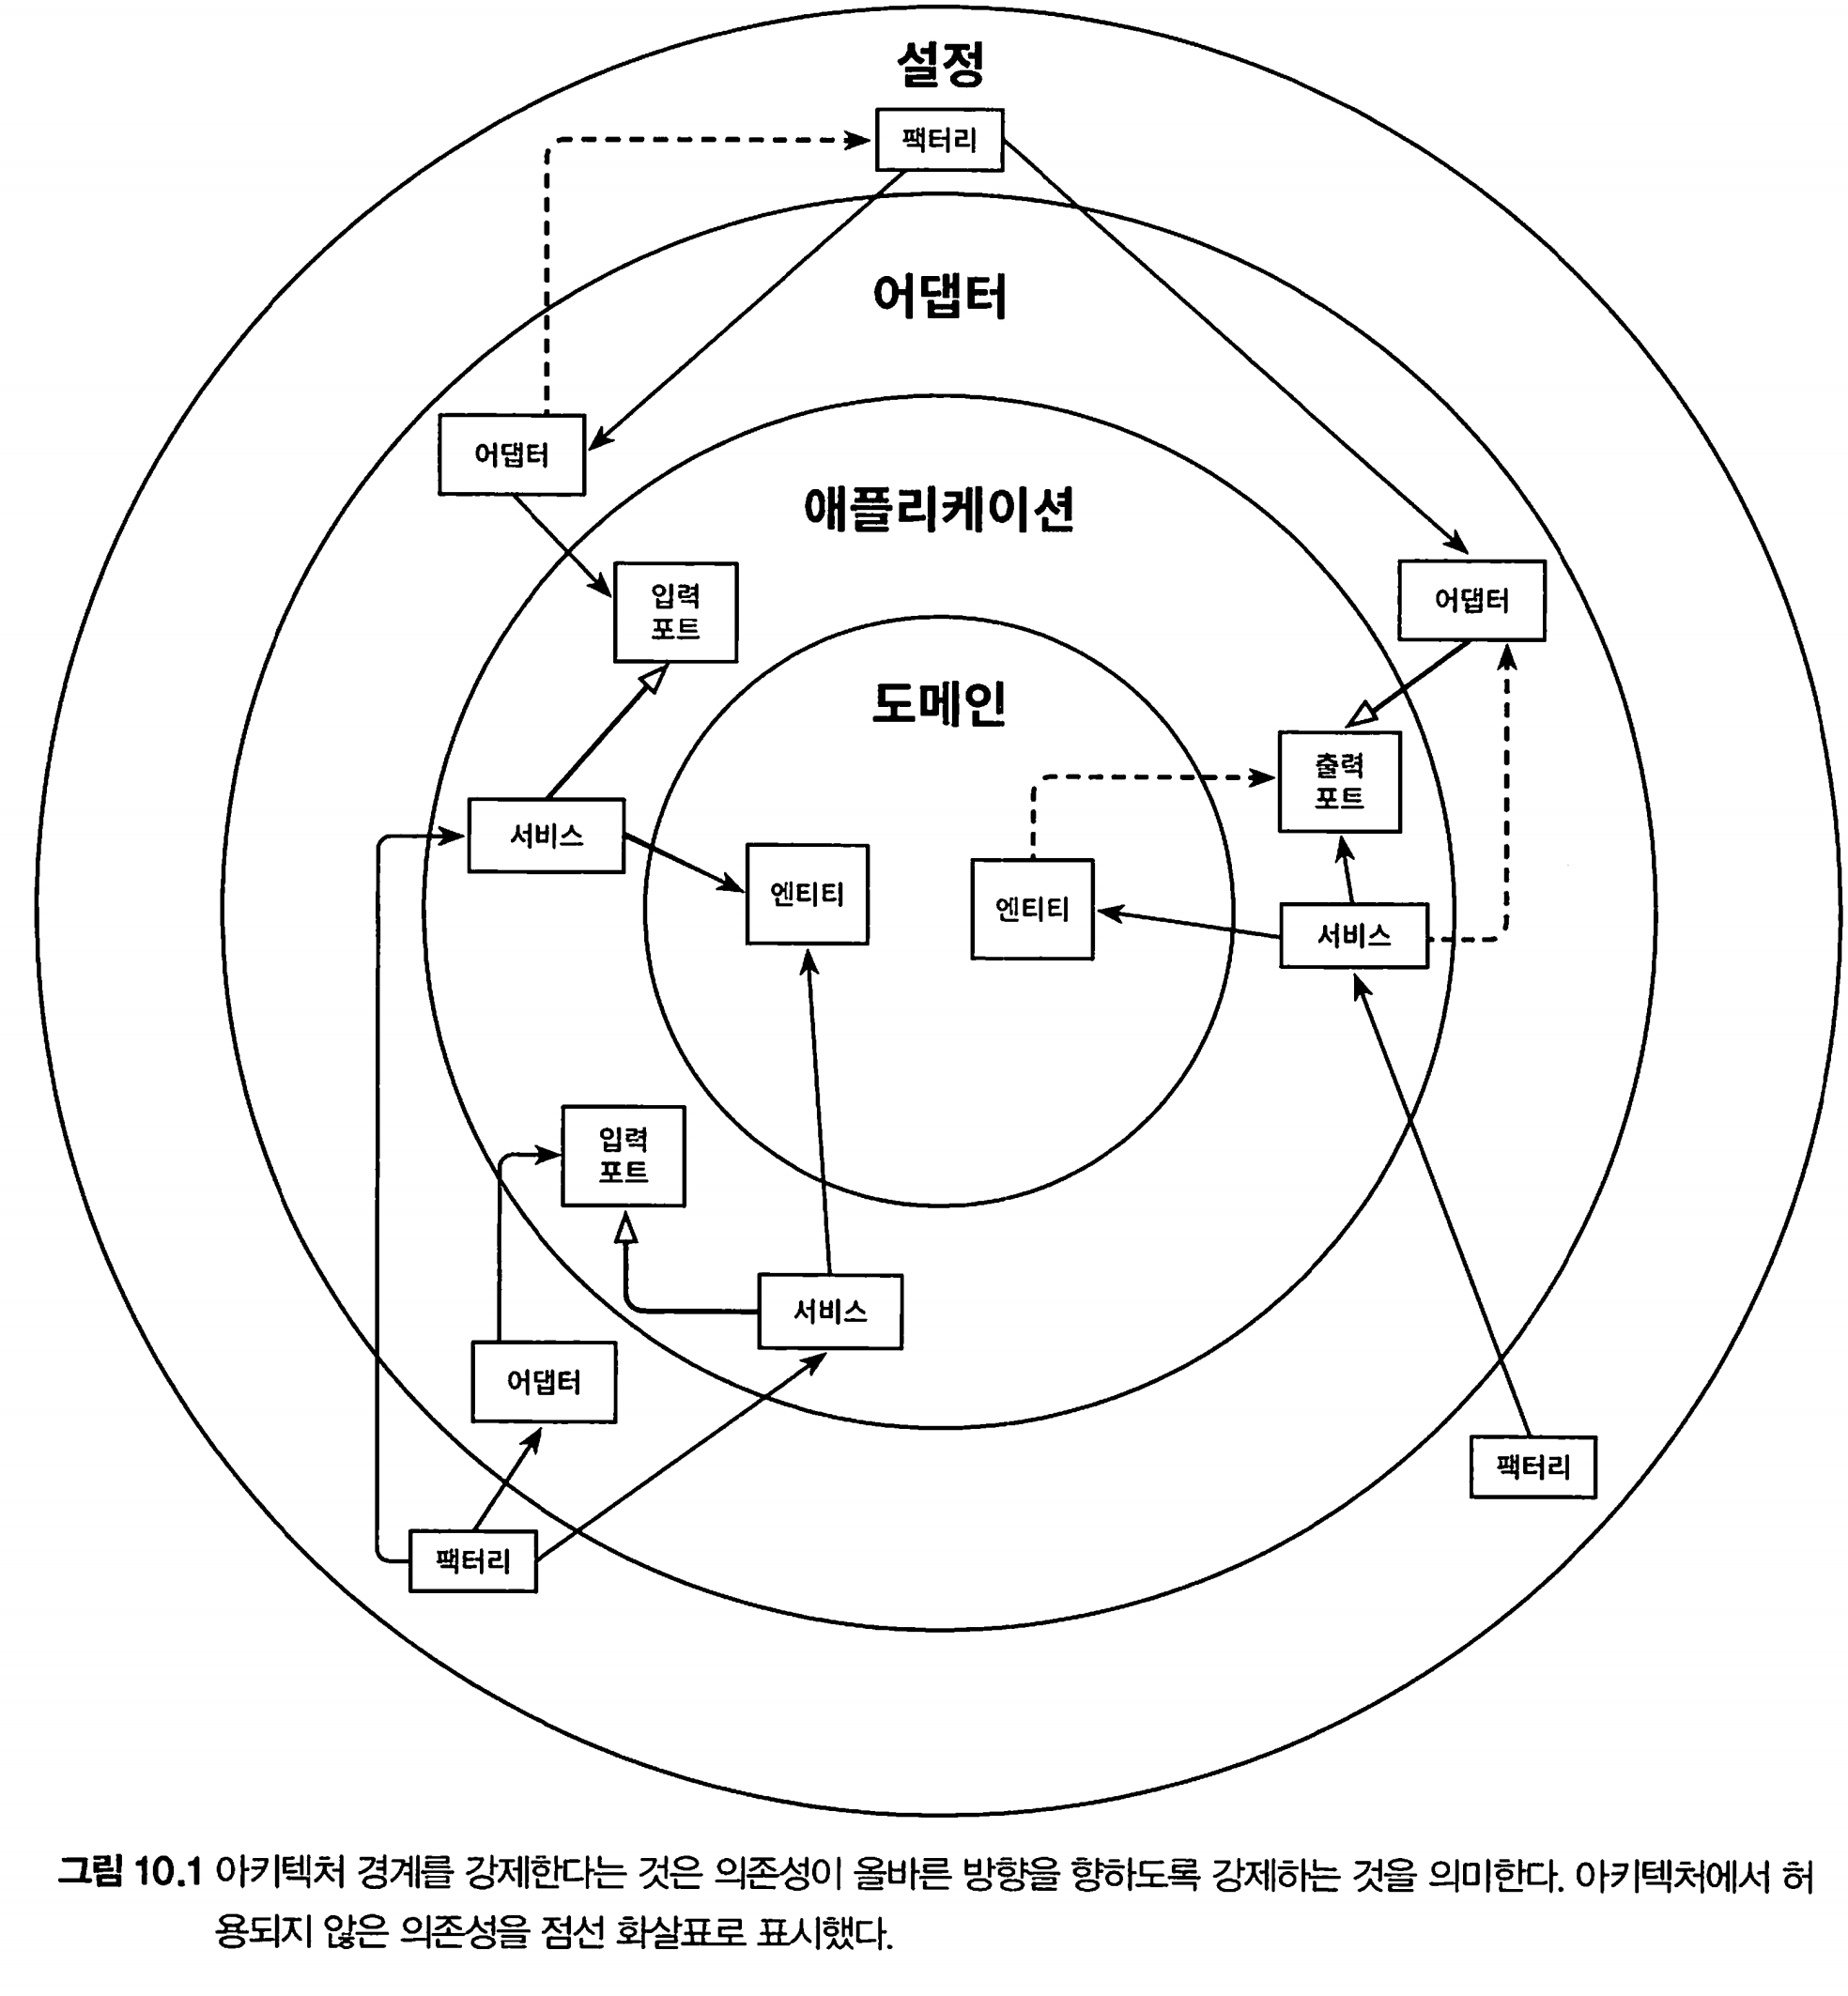 설정
팩터리
어댑터
어댑터
애플리케이션
입력
포트
어댑터
도메인
출력
포트
서비스
엔티티
엔티티
서비스
입력
포트
서비스
어댑터
팩터리
팩터리
그림 10.1 아키텍처 경계를 강제한다는 것은 의존성이 올바른 방향을 향하도록 강제하는 것을 의미한다. 아키텍처에서 허
용되지 않은 의존성을 점선 화살표로 표시했다.